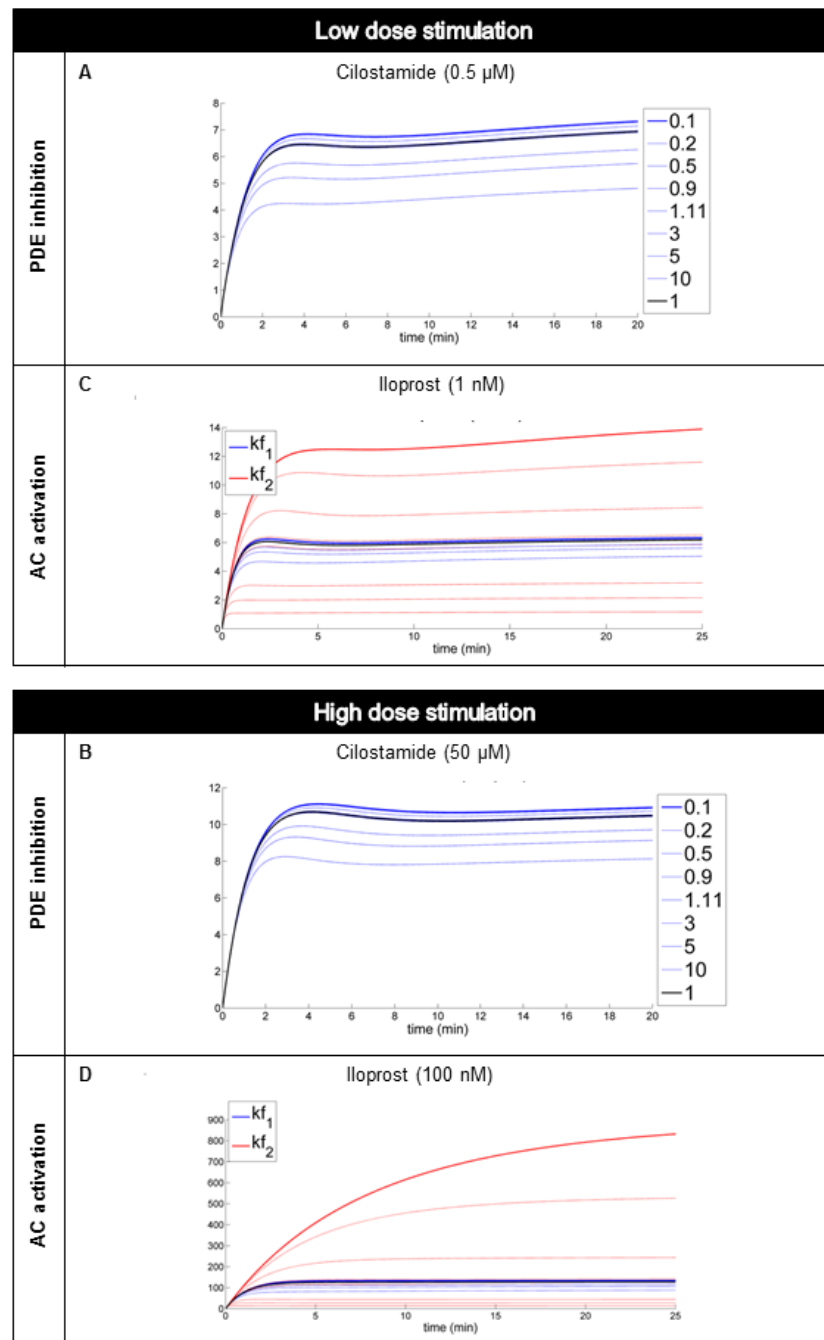 Low dose stimulation
PDE inhibition
A
Cilostamide (0.5 µM)
8
7
6
5
4
3
2
1
0
0 2 4 6 8 10 12 14 16 18 20
time (min)
0.1
0.2
0.5
0.9
1.11
3
5
10
1
AC activation
C
Iloprost (1 nM)
14
12
10
8
6
4
2
0
kf1
kf2
0 5 10 15 20 25
time (min)
High dose stimulation
PDE inhibition
B
Cilostamide (50 µM)
12
10
8
6
4
2
0
0 2 4 6 8 10 12 14 16 18 20
time (min)
0.1
0.2
0.5
0.9
1.11
3
5
10
1
AC activation
D
Iloprost (100 nM)
900
800
700
600
500
400
300
200
100
0
kf1
kf2
0 5 10 15 20 25
time (min)